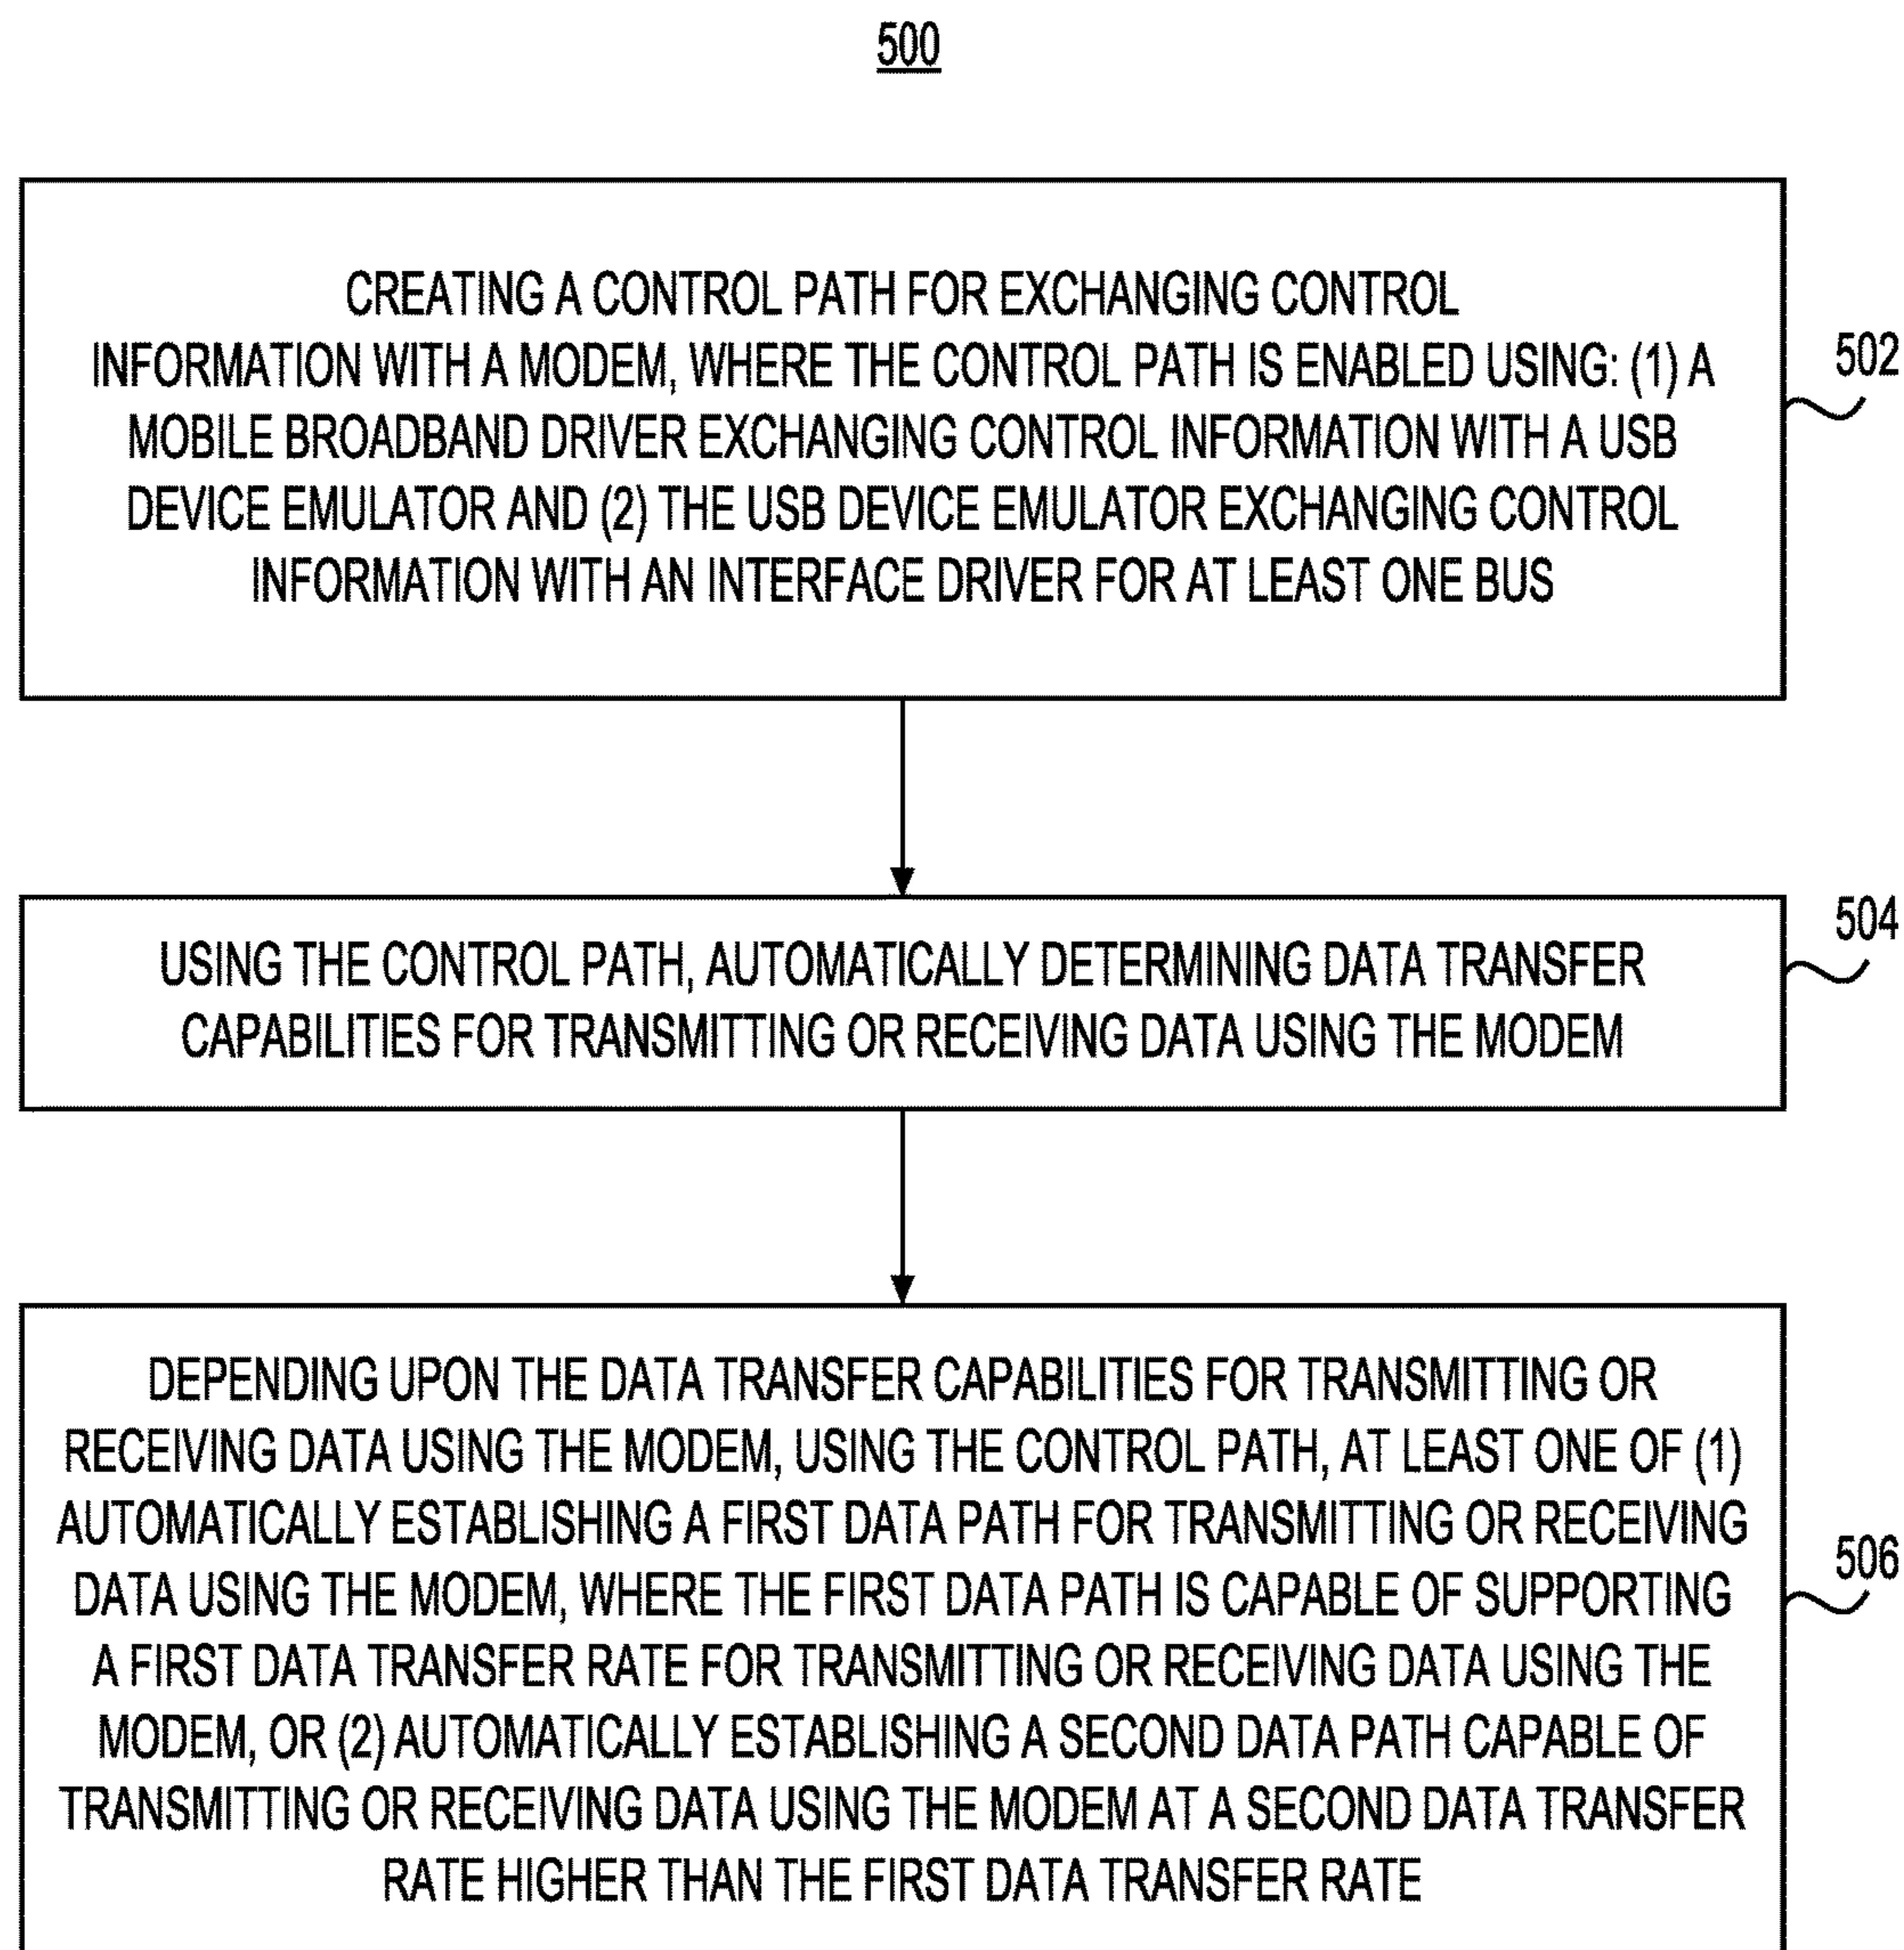 500
CREATING A CONTROL PATH FOR EXCHANGING CONTROL
INFORMATION WITH A MODEM, WHERE THE CONTROL PATH IS ENABLED USING: (1) A
MOBILE BROADBAND DRIVER EXCHANGING CONTROL INFORMATION WITH A USB
DEVICE EMULATOR AND (2) THE USB DEVICE EMULATOR EXCHANGING CONTROL
INFORMATION WITH AN INTERFACE DRIVER FOR AT LEAST ONE BUS
502
USING THE CONTROL PATH, AUTOMATICALLY DETERMINING DATA TRANSFER
CAPABILITIES FOR TRANSMITTING OR RECEIVING DATA USING THE MODEM
504
DEPENDING UPON THE DATA TRANSFER CAPABILITIES FOR TRANSMITTING OR
RECEIVING DATA USING THE MODEM, USING THE CONTROL PATH, AT LEAST ONE OF (1)
AUTOMATICALLY ESTABLISHING A FIRST DATA PATH FOR TRANSMITTING OR RECEIVING
DATA USING THE MODEM, WHERE THE FIRST DATA PATH IS CAPABLE OF SUPPORTING
A FIRST DATA TRANSFER RATE FOR TRANSMITTING OR RECEIVING DATA USING THE
MODEM, OR (2) AUTOMATICALLY ESTABLISHING A SECOND DATA PATH CAPABLE OF
TRANSMITTING OR RECEIVING DATA USING THE MODEM AT A SECOND DATA TRANSFER
RATE HIGHER THAN THE FIRST DATA TRANSFER RATE
506